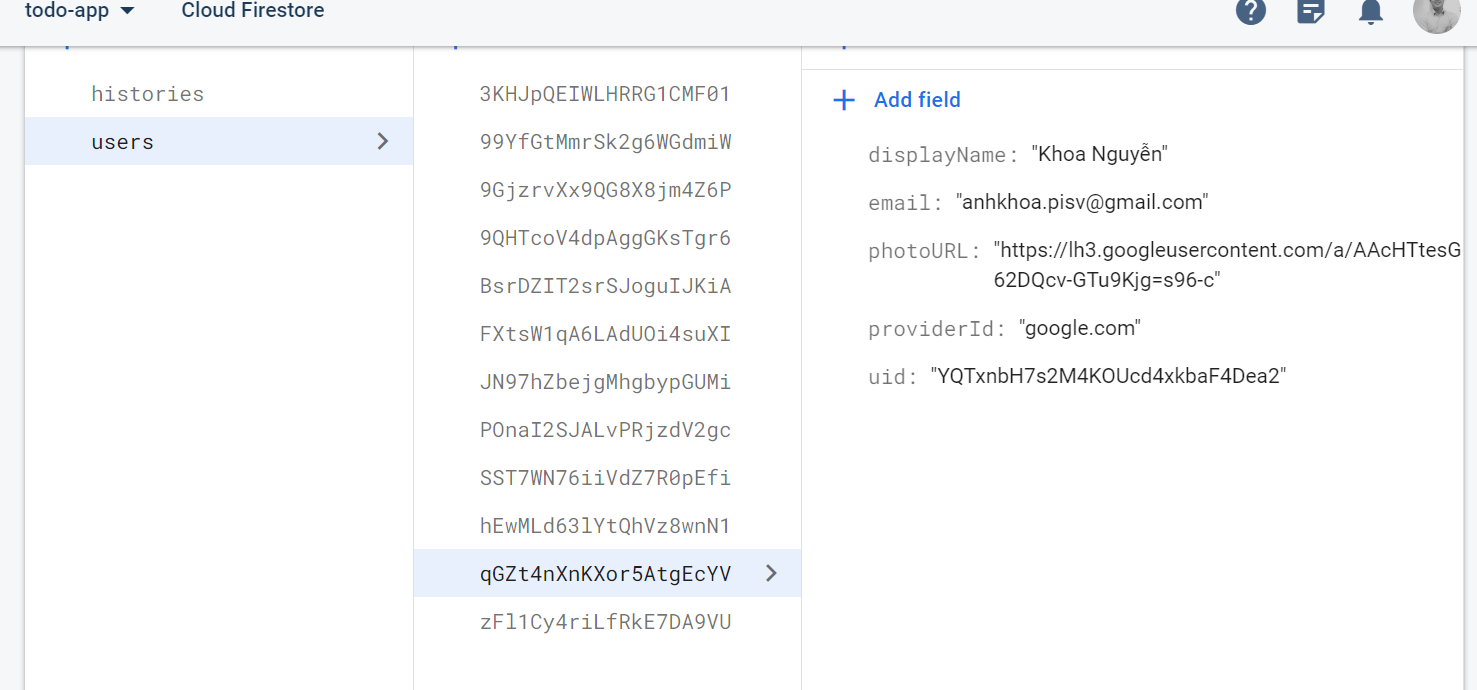 todo-app
Cloud Firestore
histories
users
3KHJpQEIWLHRRG1CMF01
99YfGtMmrSk2g6WGdmiW
9GjzrvXx9QG8X8jm4Z6P
9QHTcoV4dpAggGKsTgr6
BsrDZIT2srSJoguIJKiA
FXtsW1qA6LAdUOi4suXI
JN97hZbejgMhgbypGUMi
POnaI2SJALvPRjzdV2gc
SST7WN76iiVdZ7R0pEfi
hEwMLd63lYtQhVz8wnN1
qGZt4nXnKXor5AtgEcYV
zFl1Cy4riLfRkE7DA9VU
Add field
displayName: "Khoa Nguyễn"
email: "anhkhoa.pisv@gmail.com"
photoURL: "https://lh3.googleusercontent.com/a/AAcHTtesG
62DQcv-GTu9Kjg=s96-c"
providerId: "google.com"
uid: "YQTxnbH7s2M4KOUcd4xkbaF4Dea2"